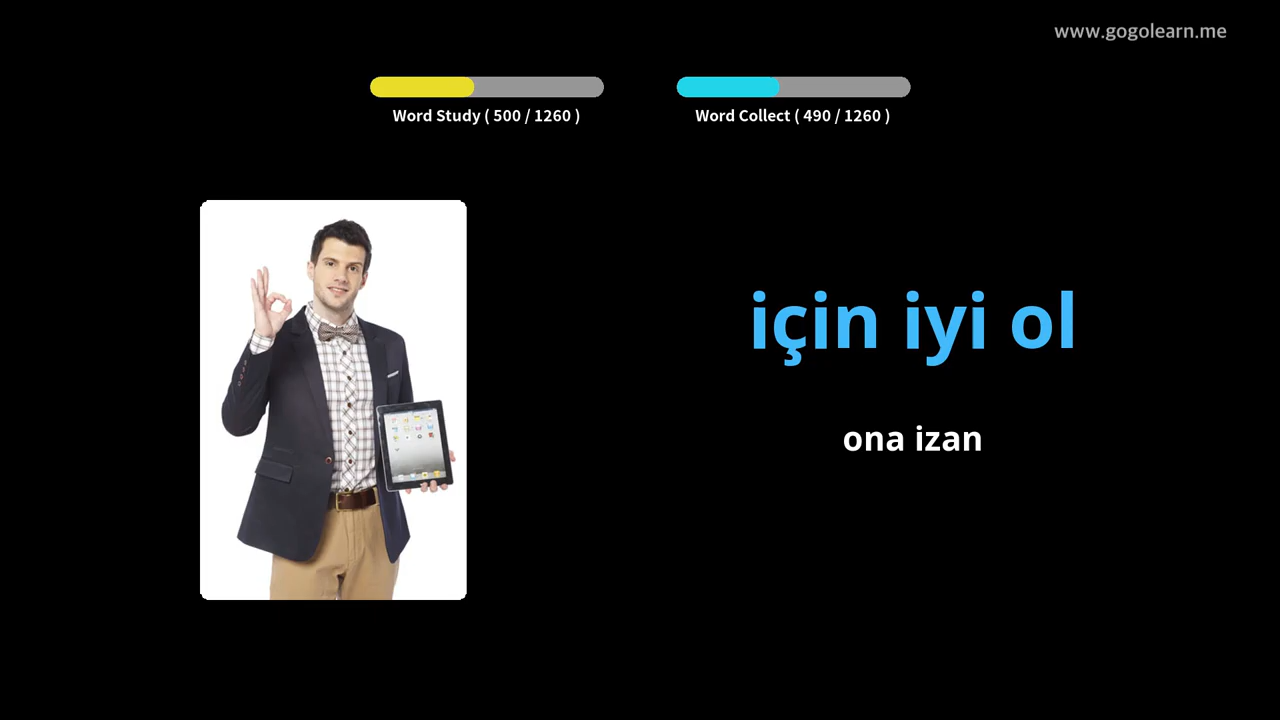 www.gogolearn.me
Word Study ( 500 / 1260 )
Word Collect ( 490 / 1260 )
için iyi ol
ona izan